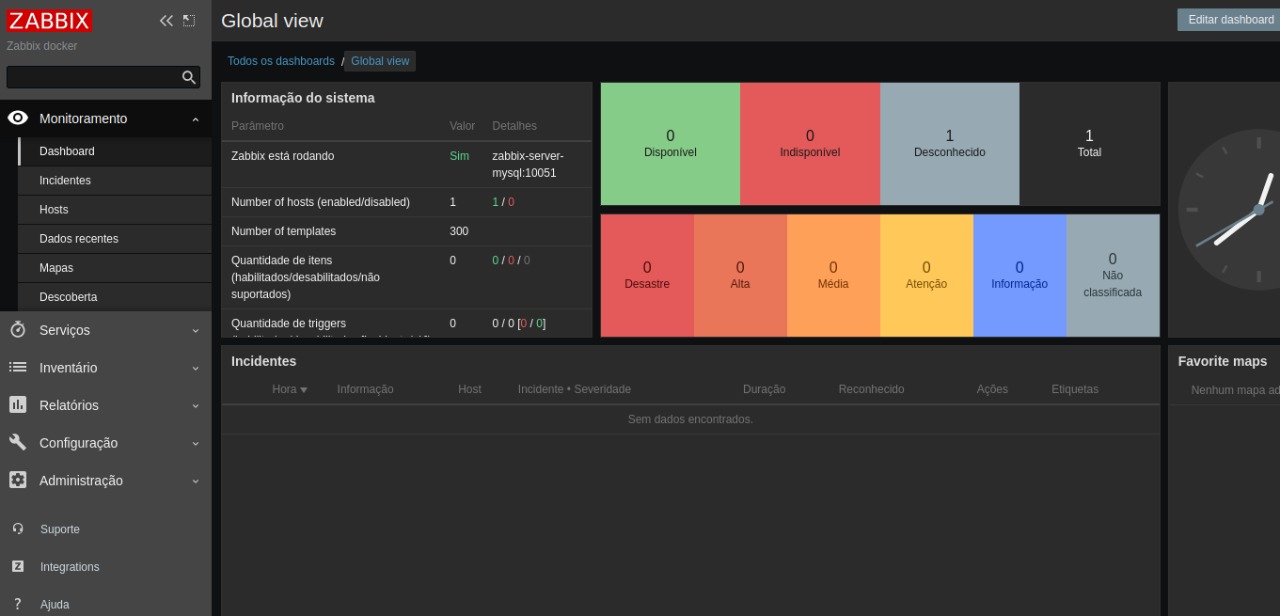 ZABBIX
Zabbix docker
Monitoramento
Dashboard
Incidentes
Hosts
Dados recentes
Mapas
Descoberta
Serviços
Inventário
Relatórios
Configuração
Administração
Suporte
Integrations
Ajuda
Global view
Editar dashboard
Todos os dashboards / Global view
Informação do sistema
Parâmetro Valor Detalhes
Zabbix está rodando Sim zabbix-server-
mysql:10051
Number of hosts (enabled/disabled) 1 1 / 0
Number of templates 300
Quantidade de itens 0 0 / 0 / 0
(habilitados/desabilitados/não
suportados)
Quantidade de triggers 0 0 / 0 [0 / 0]
0
Disponível
0
Indisponível
1
Desconhecido
1
Total
0
Desastre
0
Alta
0
Média
0
Atenção
0
Informação
0
Não
classificada
Incidentes
Hora Informação Host Incidente • Severidade Duração Reconhecido Ações Etiquetas
Sem dados encontrados.
Favorite maps
Nenhum mapa